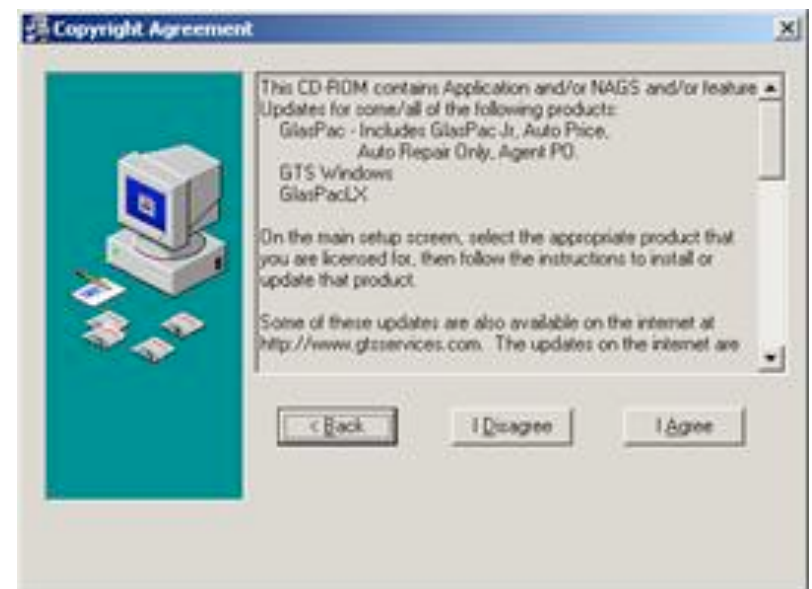 Copyright Agreement
This CD-ROM contains Application and/or NAGS and/or feature
Updates for some/all of the following products:
GlasPac - Includes GlasPac Jr, Auto Price,
Auto Repair Only, Agent PO.
GTS Windows
GlasPacLX
On the main setup screen, select the appropriate product that
you are licensed for, then follow the instructions to install or
update that product.
Some of these updates are also available on the internet at
http://www.gtsservices.com. The updates on the internet are
< Back
I Disagree
I Agree